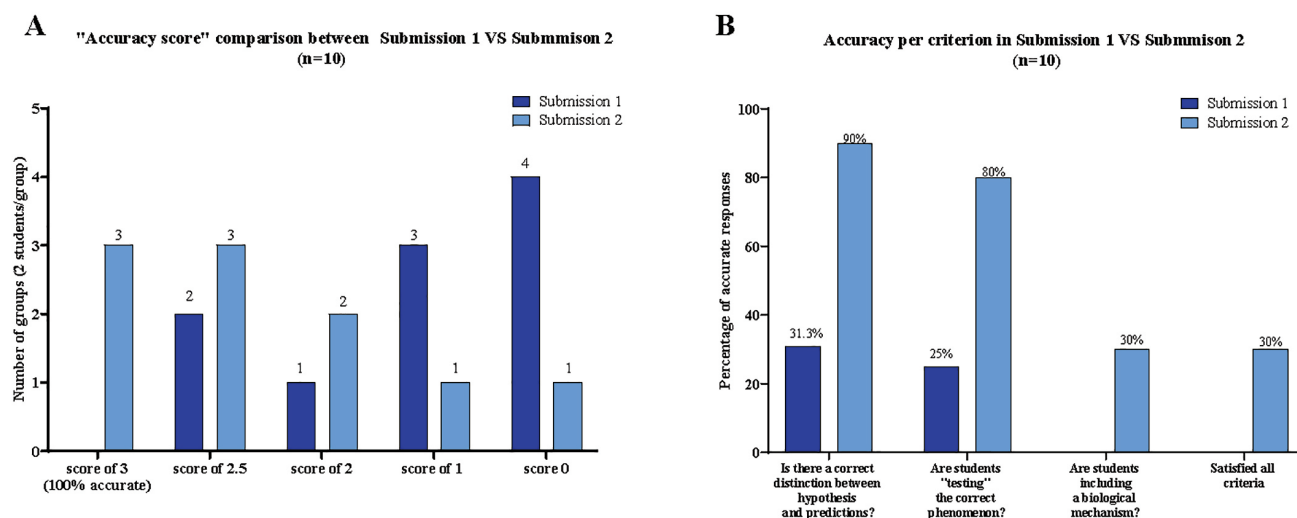 A
"Accuracy score" comparison between Submission 1 VS Submmison 2
(n=10)
Submission 1
Submission 2
Number of groups (2 students/group)
5
4
3
2
1
0
3
2
3
1
2
3
1
4
1
score of 3
(100% accurate)
score of 2.5
score of 2
score of 1
score 0
B
Accuracy per criterion in Submission 1 VS Submmison 2
(n=10)
Submission 1
Submission 2
Percentage of accurate responses
100
80
60
40
20
0
31.3%
90%
25%
80%
30%
30%
Is there a correct
distinction between
hypothesis
and predictions?
Are students
"testing"
the correct
phenomenon?
Are students
including
a biological
mechanism?
Satisfied all
criteria